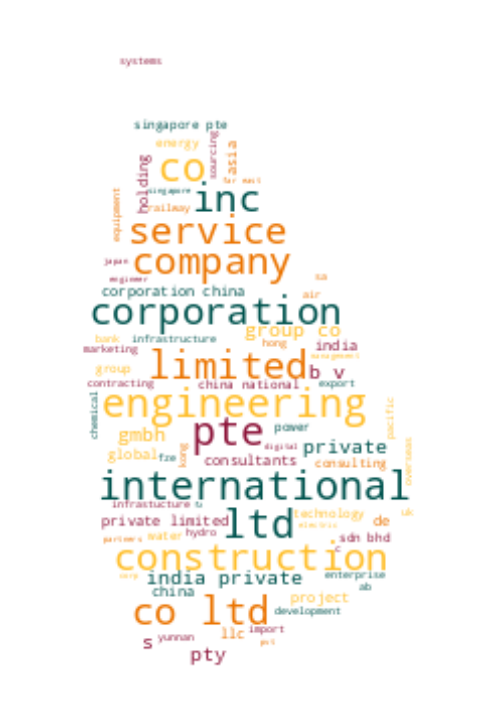 systems
singapore pte
energy
sourcing
asia
co
holding
far east
singapore
inc
equipment
railway
service
company
japan
engineer
sa
corporation china
air
corporation
group co
bank
infrastructure
hong
india
marketing
management
limited
group
b v
contracting
china national
export
engineering
chemical
pacific
pte
power
gmbh
digital
private
overseas
global
fze
kong
consultants
consulting
international
infrastucture
uk
technology
private limited
ltd
de
electric
hydro
water
partners
sdn bhd
c
construction
corp
india private
enterprise
ab
china
project
co ltd
development
import
llc
s
yunnan
pty